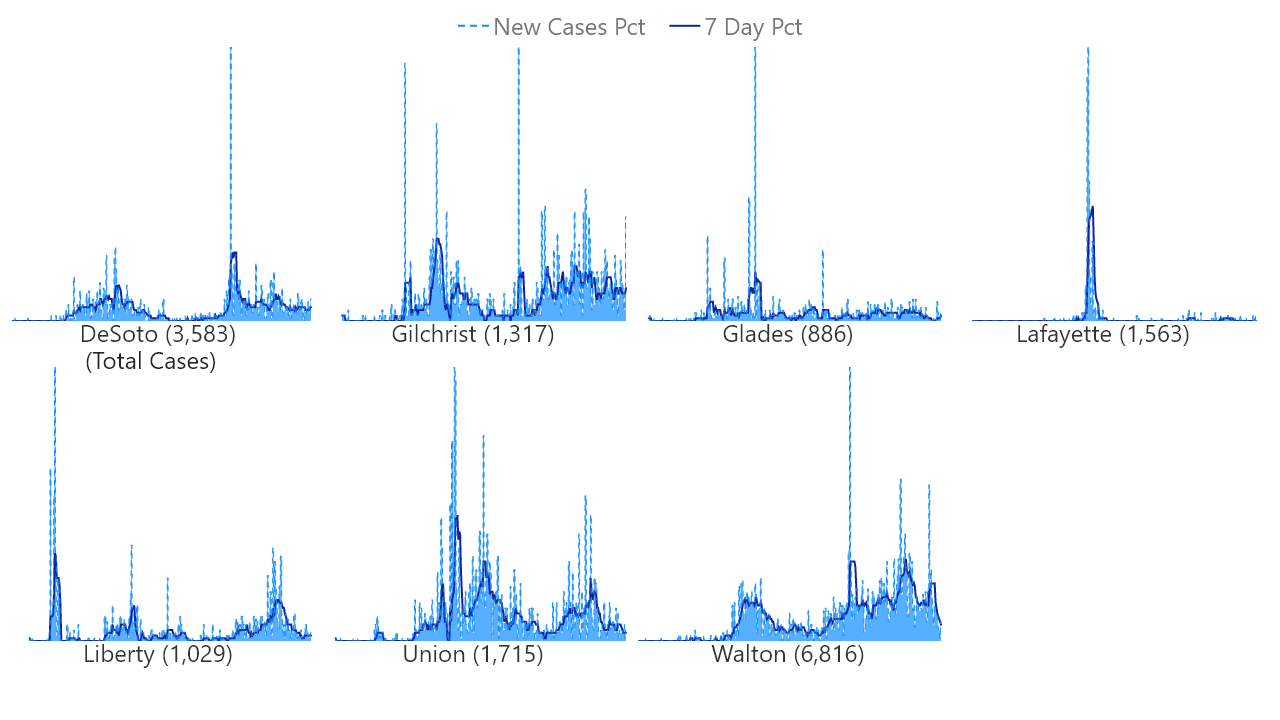 New Cases Pct 7 Day Pct
DeSoto (3,583) Gilchrist (1,317) Glades (886) Lafayette (1,563)
(Total Cases)
Liberty (1,029) Union (1,715) Walton (6,816)